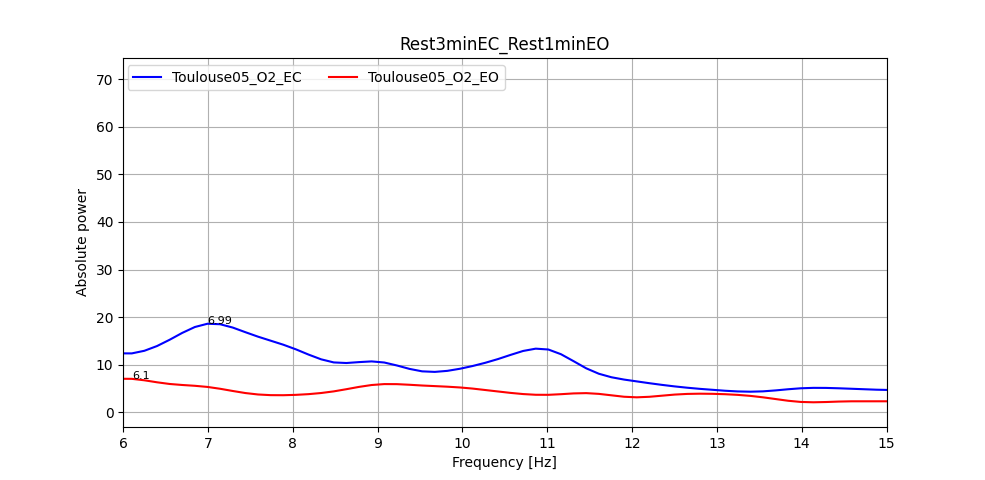 Rest3minEC_Rest1minEO
Toulouse05_O2_EC Toulouse05_O2_EO
Absolute power
70
60
50
40
30
20
10
0
6.99
6.1
6 7 8 9 10 11 12 13 14 15
Frequency [Hz]